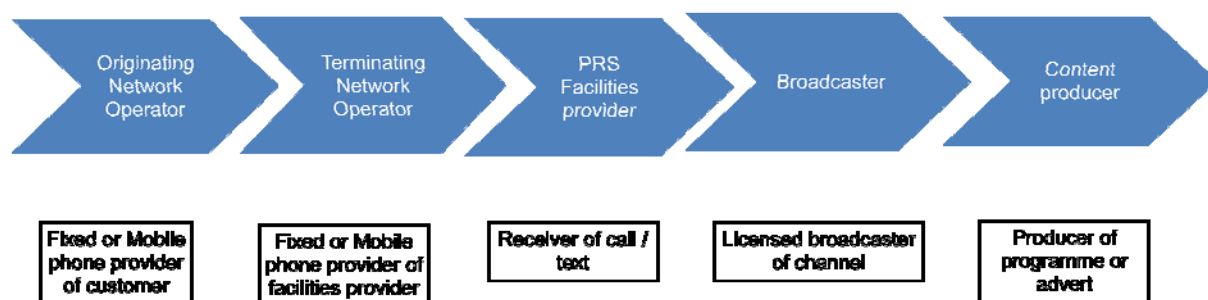 Originating
Network
Operator
Terminating
Network
Operator
PRS
Facilities
provider
Broadcaster
Content
producer
Fixed or Mobile
phone provider
of customer
Fixed or Mobile
phone provider of
facilities provider
Receiver of call /
text
Licensed broadcaster
of channel
Producer of
programme or
advert